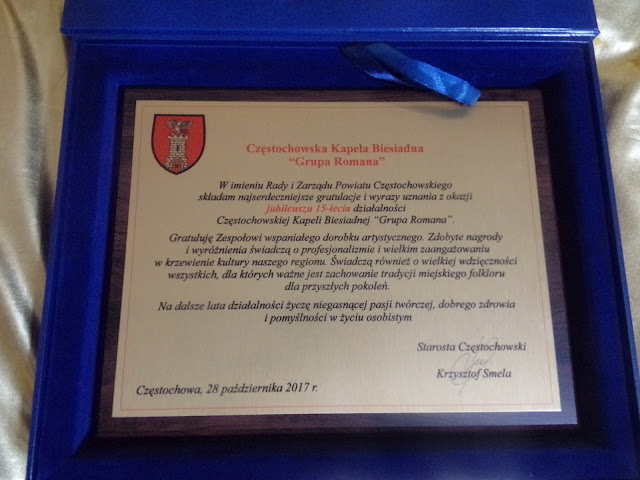 Częstochowska Kapela Biesiadna
"Grupa Romana"
W imieniu Rady i Zarządu Powiatu Częstochowskiego
składam najserdeczniejsze gratulacje i wyrazy uznania z okazji
jubileuszu 15-lecia działalności
Częstochowskiej Kapeli Biesiadnej "Grupa Romana".
Gratuluję Zespołowi wspaniałego dorobku artystycznego. Zdobyte nagrody
i wyróżnienia świadczą o profesjonalizmie i wielkim zaangażowaniu
w krzewienie kultury naszego regionu. Świadczą również o wielkiej wdzięczności
wszystkich, dla których ważne jest zachowanie tradycji miejskiego folkloru
dla przyszłych pokoleń.
Na dalsze lata działalności życzę niegasnącej pasji twórczej, dobrego zdrowia
i pomyślności w życiu osobistym
Starosta Częstochowski
Krzysztof Smela
Częstochowa, 28 października 2017 r.